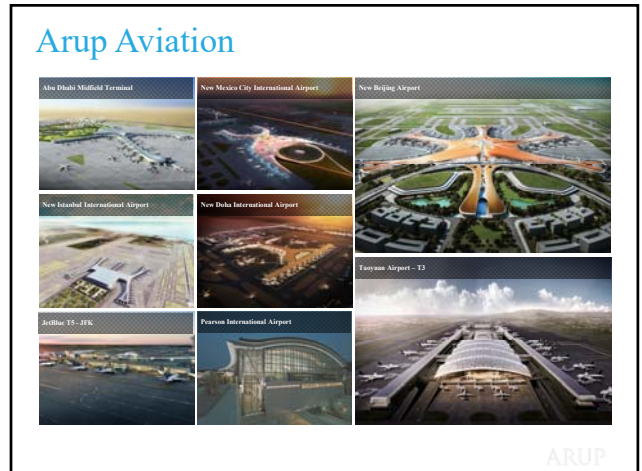 Arup Aviation
Abu Dhabi Midfield Terminal
New Mexico City International Airport
New Beijing Airport
New Istanbul International Airport
New Doha International Airport
Taoyuan Airport – T3
JetBlue T5 - JFK
Pearson International Airport
ARUP